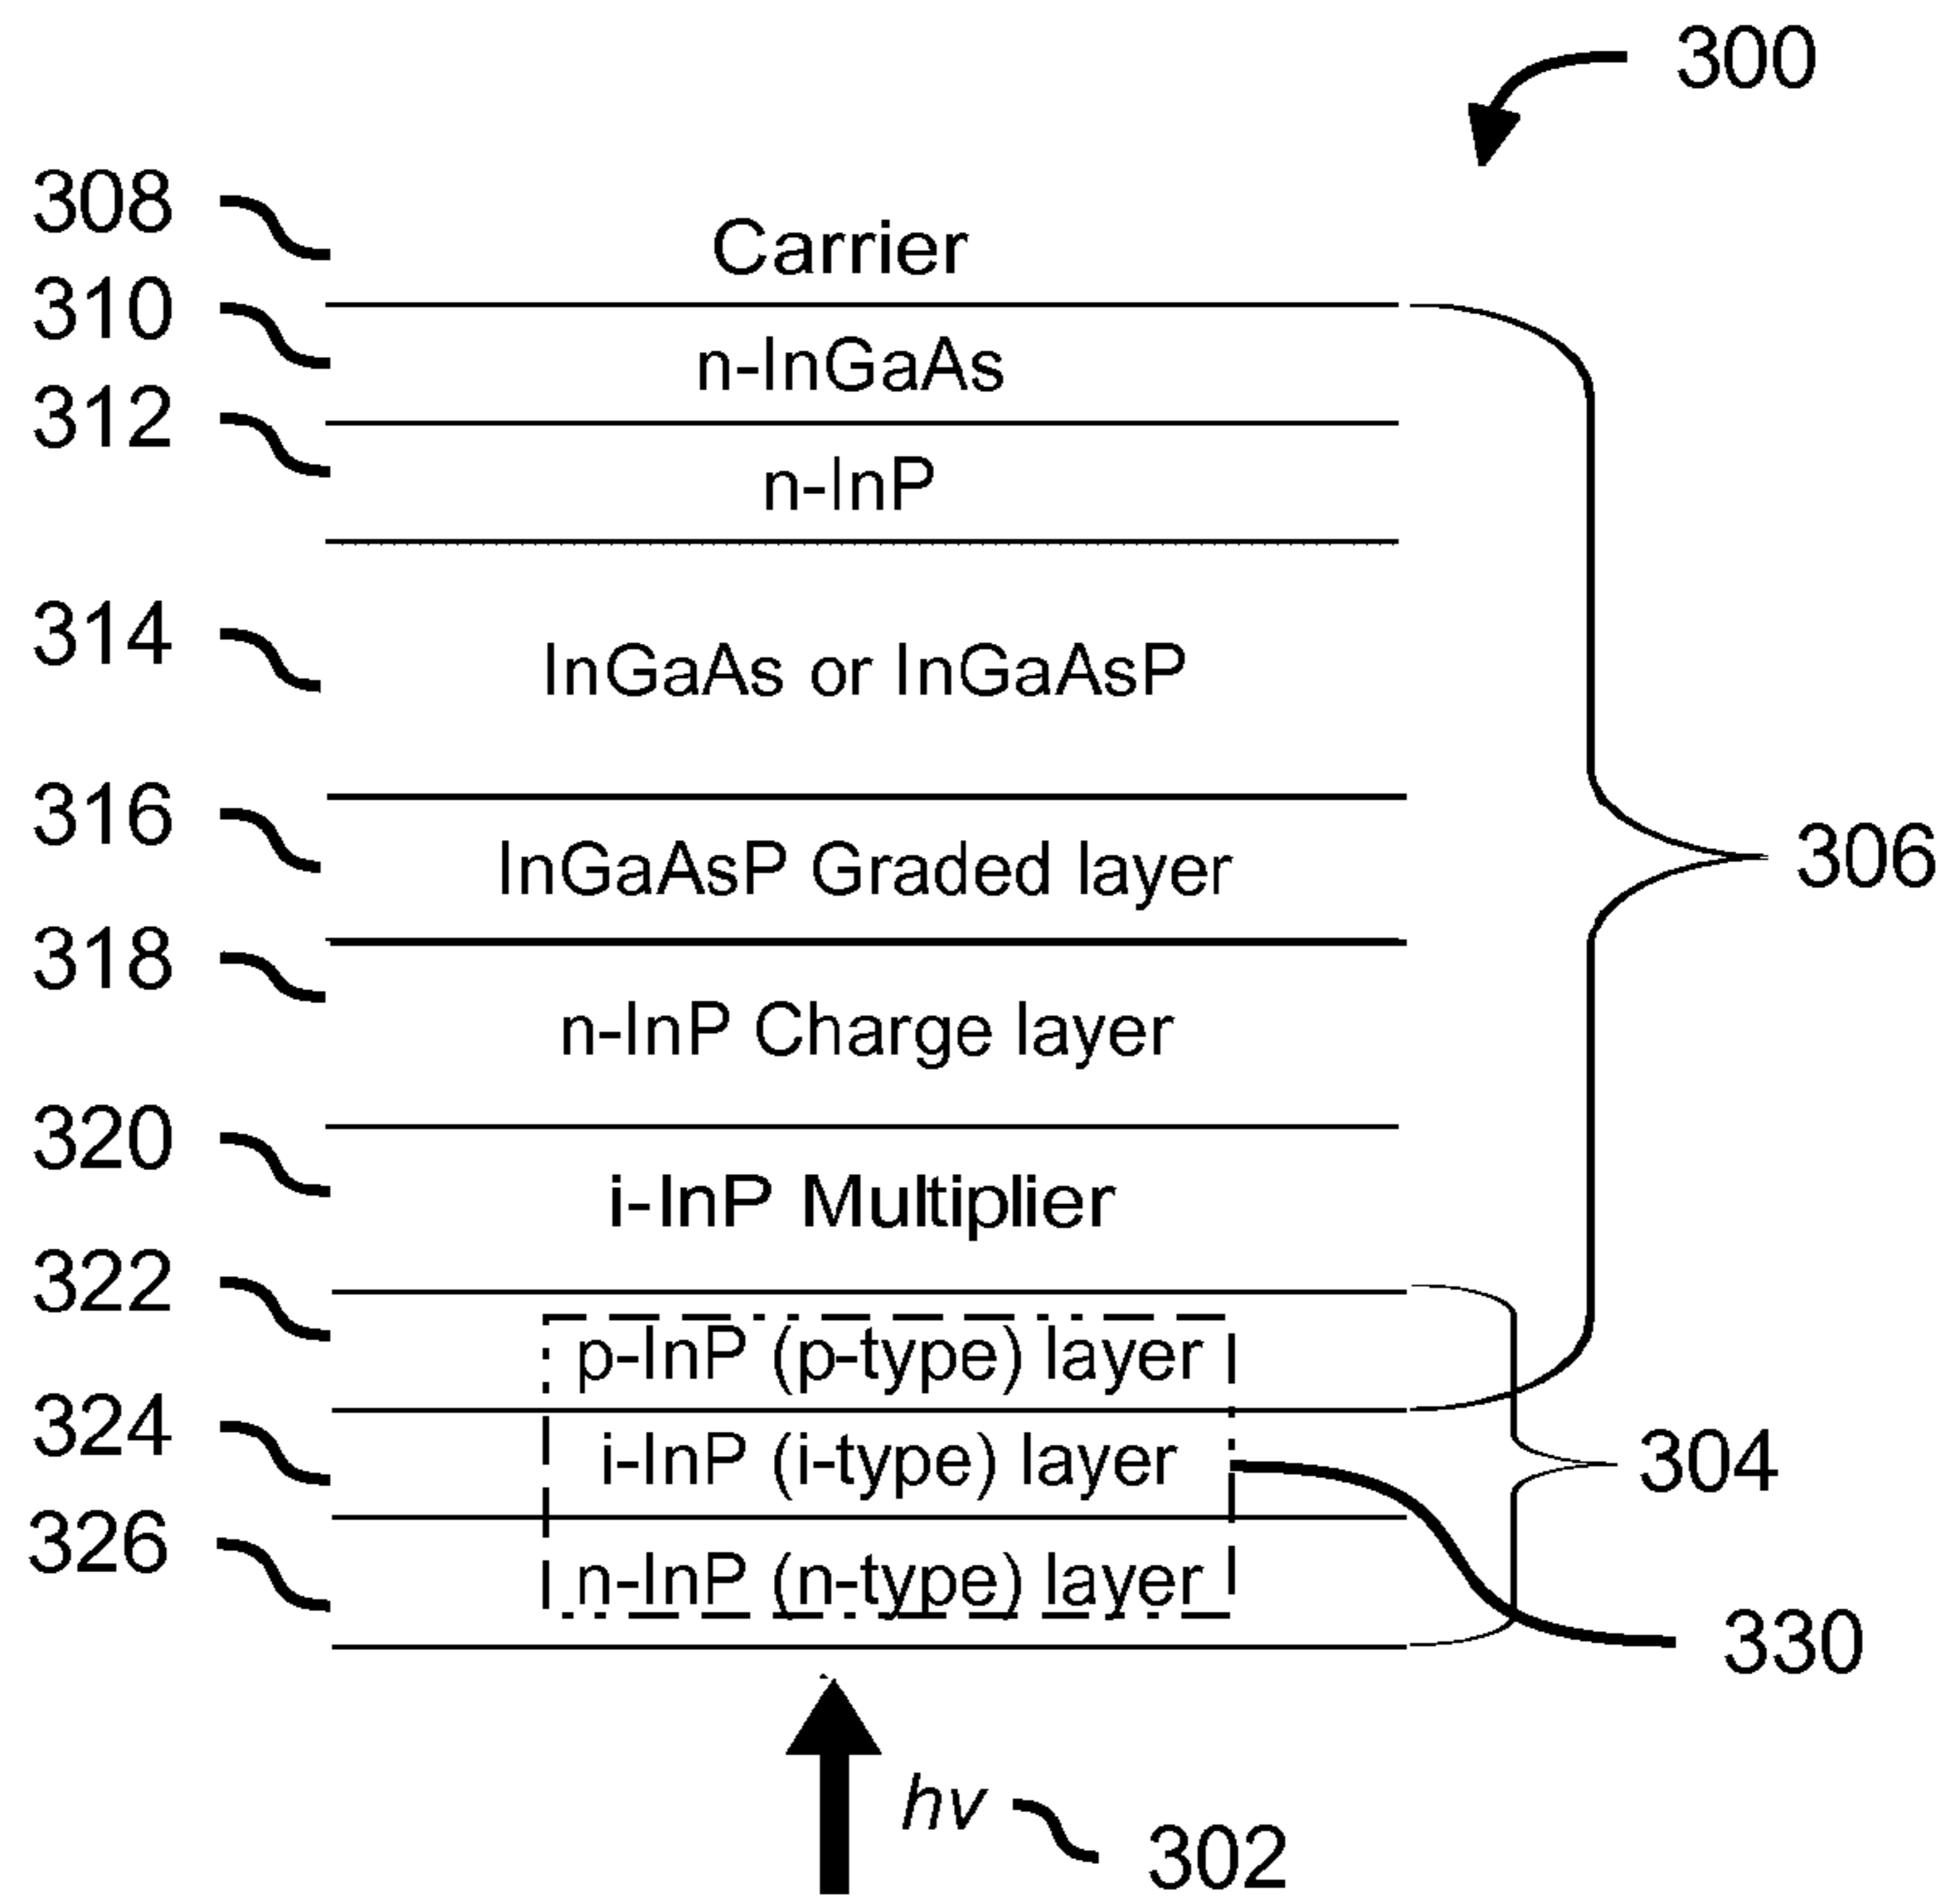 300
308
Carrier
310
n-InGaAs
312
n-InP
314
InGaAs or InGaAsP
316
InGaAsP Graded layer
306
318
n-InP Charge layer
320
i-InP Multiplier
322
p-InP (p-type) layer
324
i-InP (i-type) layer
304
326
n-InP (n-type) layer
330
hv
302